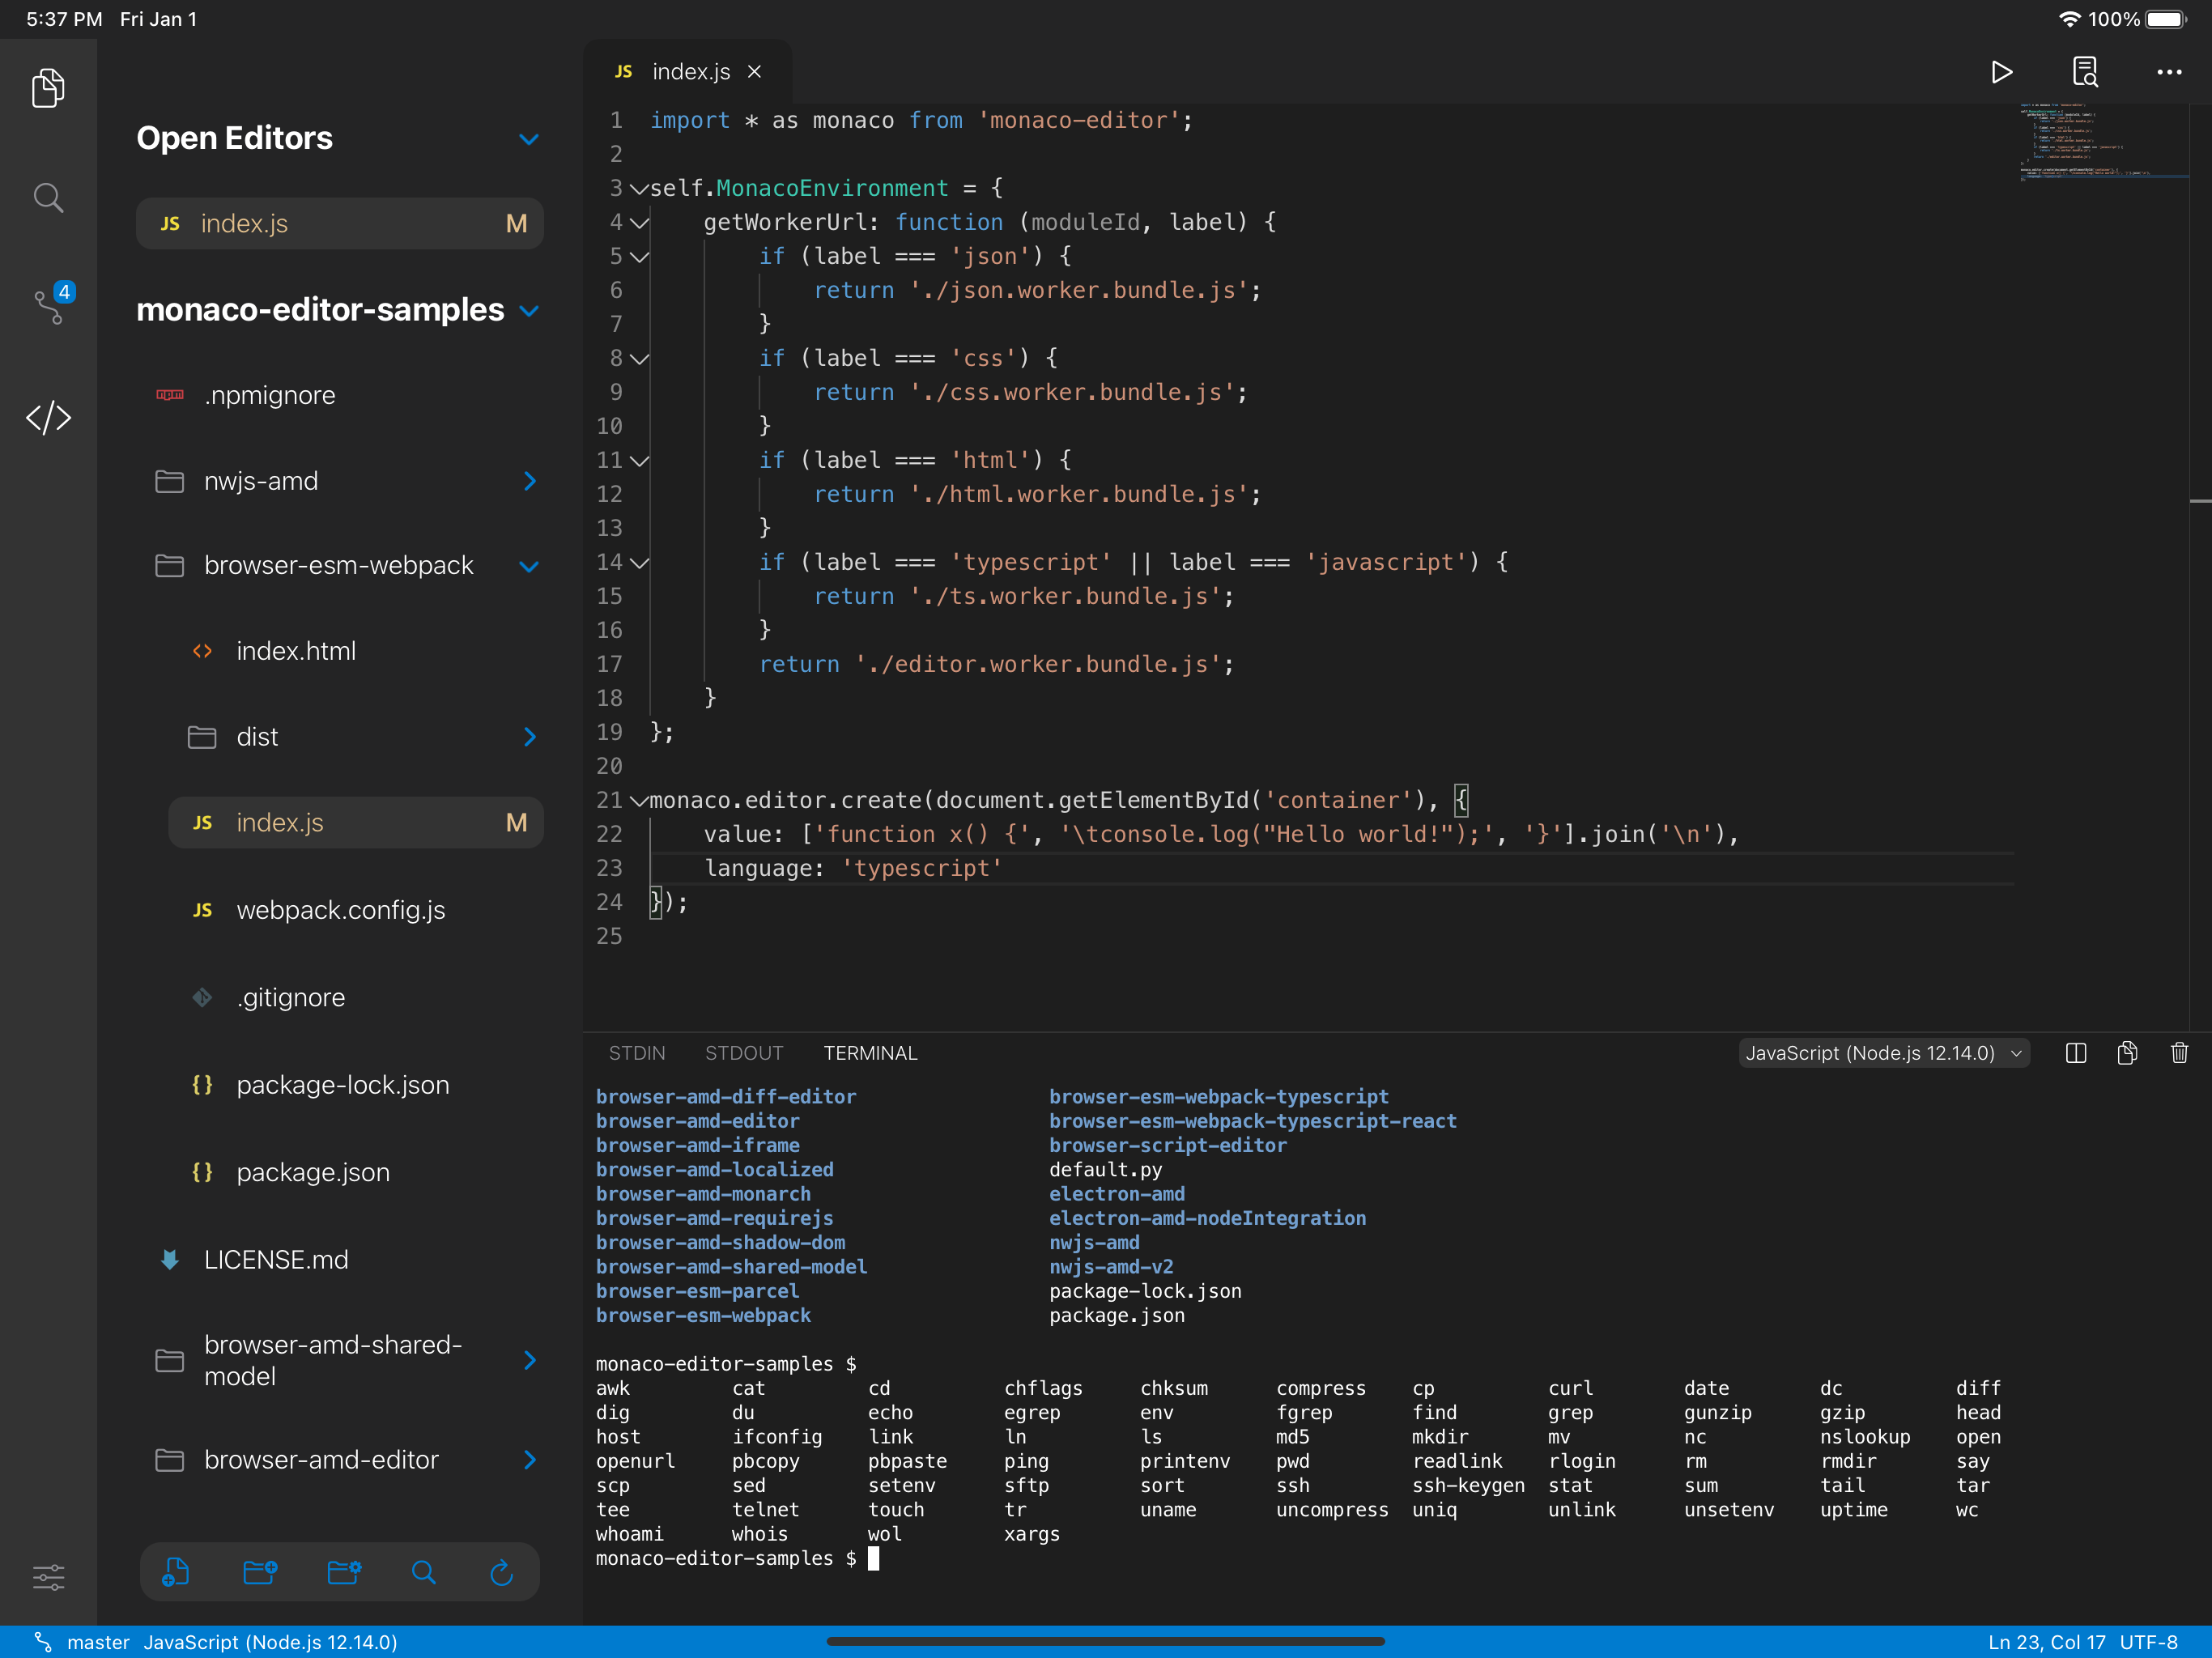 5:37 PM Fri Jan 1
100%
Open Editors
JS index.js M
4
monaco-editor-samples
.npmignore
nwjs-amd
browser-esm-webpack
index.html
dist
JS index.js M
JS webpack.config.js
.gitignore
{} package-lock.json
{} package.json
LICENSE.md
browser-amd-shared-
model
browser-amd-editor
JS index.js
1 import * as monaco from 'monaco-editor';
2
3 self.MonacoEnvironment = {
4 getWorkerUrl: function (moduleId, label) {
5 if (label === 'json') {
6 return './json.worker.bundle.js';
7 }
8 if (label === 'css') {
9 return './css.worker.bundle.js';
10 }
11 if (label === 'html') {
12 return './html.worker.bundle.js';
13 }
14 if (label === 'typescript' || label === 'javascript') {
15 return './ts.worker.bundle.js';
16 }
17 return './editor.worker.bundle.js';
18 }
19 };
20
21 monaco.editor.create(document.getElementById('container'), {
22 value: ['function x() {', '\tconsole.log("Hello world!");', '}'].join('\n'),
23 language: 'typescript'
24 });
25
STDIN STDOUT TERMINAL
JavaScript (Node.js 12.14.0)
browser-amd-diff-editor browser-esm-webpack-typescript
browser-amd-editor browser-esm-webpack-typescript-react
browser-amd-iframe browser-script-editor
browser-amd-localized default.py
browser-amd-monarch electron-amd
browser-amd-requirejs electron-amd-nodeIntegration
browser-amd-shadow-dom nwjs-amd
browser-amd-shared-model nwjs-amd-v2
browser-esm-parcel package-lock.json
browser-esm-webpack package.json
monaco-editor-samples $
awk cat cd chflags chksum compress cp curl date dc diff
dig du echo egrep env fgrep find grep gunzip gzip head
host ifconfig link ln ls md5 mkdir mv nc nslookup open
openurl pbcopy pbpaste ping printenv pwd readlink rlogin rm rmdir say
scp sed setenv sftp sort ssh ssh-keygen stat sum tail tar
tee telnet touch tr uname uncompress uniq unlink unsetenv uptime wc
whoami whois wol xargs
monaco-editor-samples $
master JavaScript (Node.js 12.14.0)
Ln 23, Col 17 UTF-8